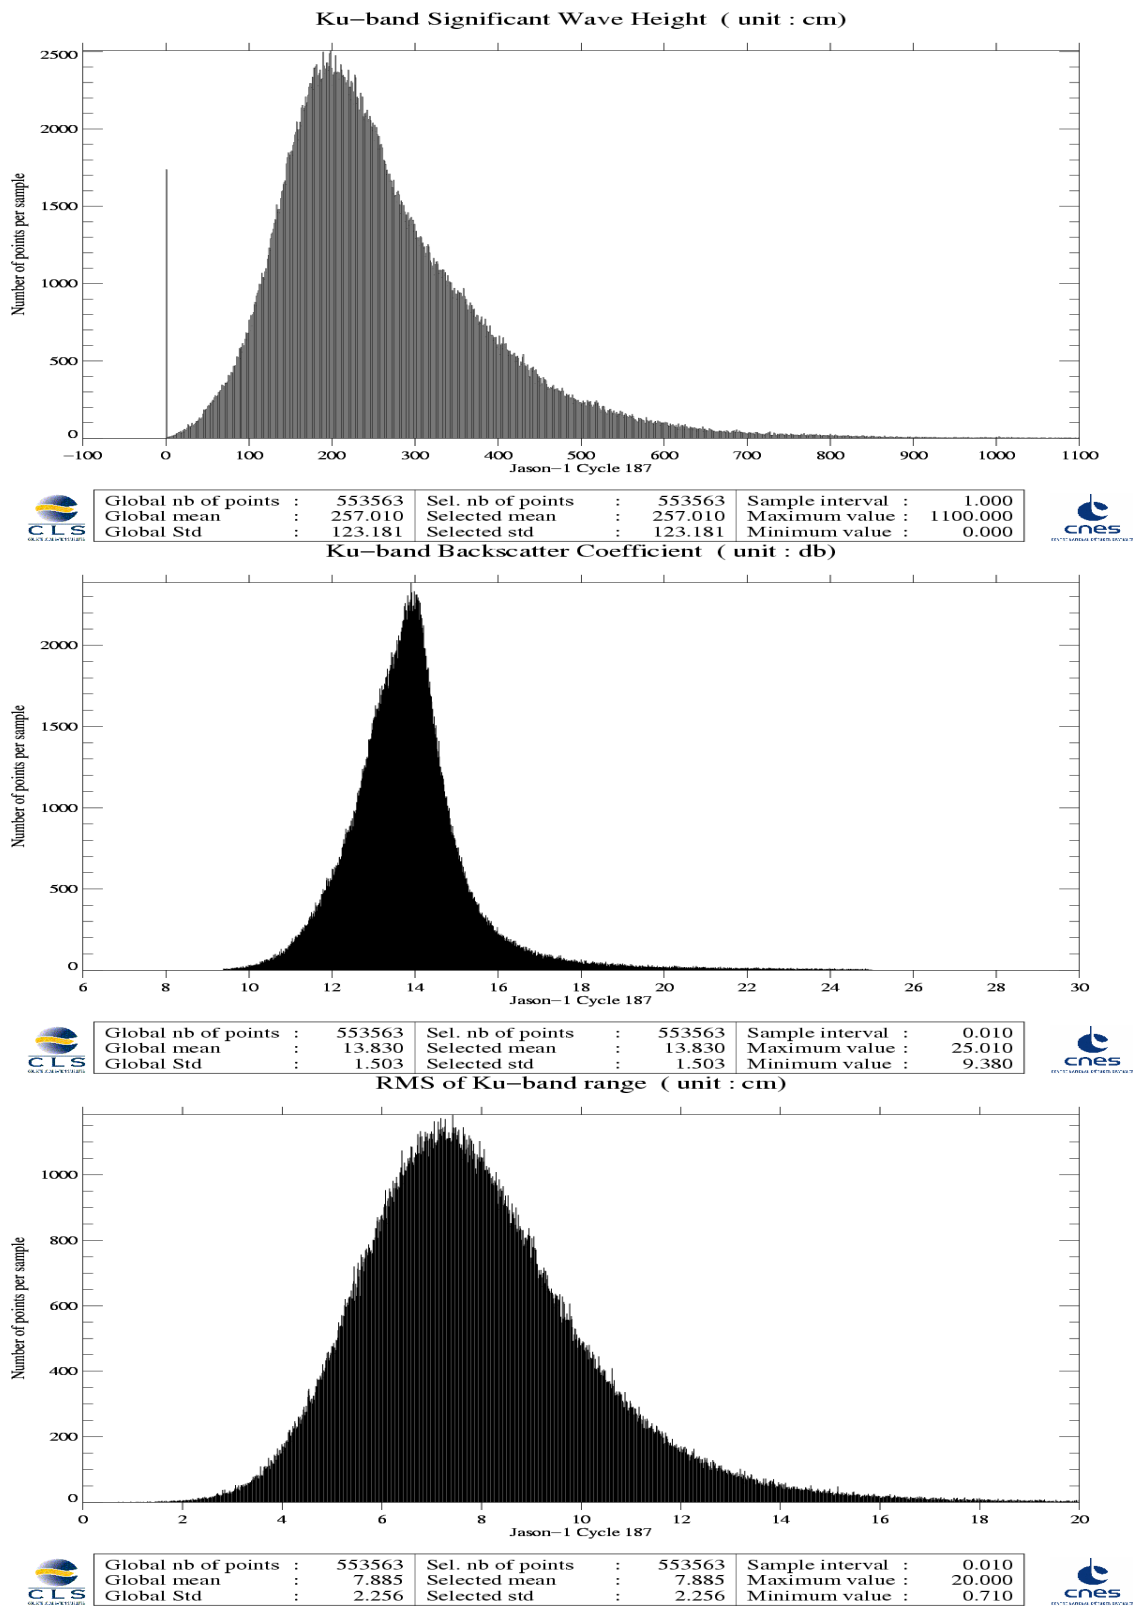 Ku-band Significant Wave Height ( unit : cm)
Number of points per sample
2500
2000
1500
1000
500
0
-100 0 100 200 300 400 500 600 700 800 900 1000 1100
Jason-1 Cycle 187
CLS
Global nb of points : 553563 Sel. nb of points : 553563 Sample interval : 1.000
Global mean : 257.010 Selected mean : 257.010 Maximum value : 1100.000
Global Std : 123.181 Selected std : 123.181 Minimum value : 0.000
cnes
Ku-band Backscatter Coefficient ( unit : db)
Number of points per sample
2000
1500
1000
500
0
6 8 10 12 14 16 18 20 22 24 26 28 30
Jason-1 Cycle 187
CLS
Global nb of points : 553563 Sel. nb of points : 553563 Sample interval : 0.010
Global mean : 13.830 Selected mean : 13.830 Maximum value : 25.010
Global Std : 1.503 Selected std : 1.503 Minimum value : 9.380
cnes
RMS of Ku-band range ( unit : cm)
Number of points per sample
1000
800
600
400
200
0
0 2 4 6 8 10 12 14 16 18 20
Jason-1 Cycle 187
CLS
Global nb of points : 553563 Sel. nb of points : 553563 Sample interval : 0.010
Global mean : 7.885 Selected mean : 7.885 Maximum value : 20.000
Global Std : 2.256 Selected std : 2.256 Minimum value : 0.710
cnes